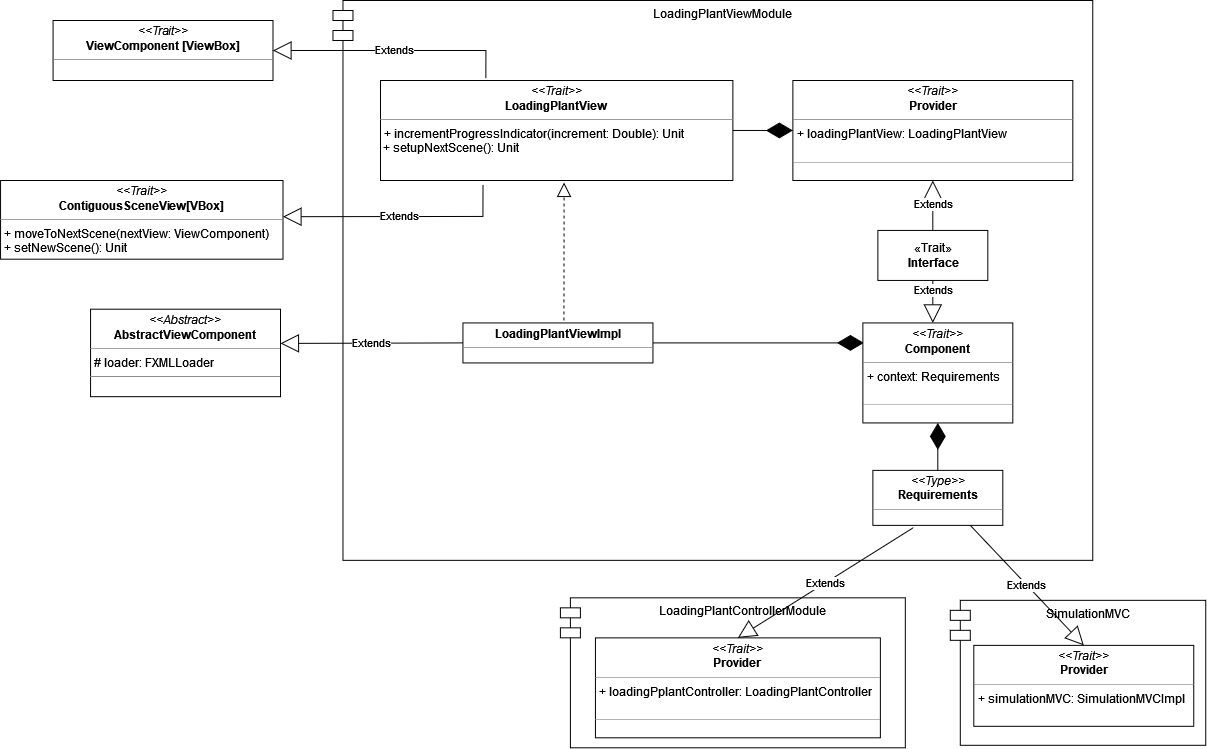 LoadingPlantViewModule
<<Trait>>
ViewComponent [ViewBox]
Extends
<<Trait>>
LoadingPlantView
+ incrementProgressIndicator(increment: Double): Unit
+ setupNextScene(): Unit
<<Trait>>
Provider
+ loadingPlantView: LoadingPlantView
<<Trait>>
ContiguousSceneView[VBox]
+ moveToNextScene(nextView: ViewComponent)
+ setNewScene(): Unit
Extends
Extends
«Trait»
Interface
Extends
<<Abstract>>
AbstractViewComponent
# loader: FXMLLoader
Extends
LoadingPlantViewImpl
<<Trait>>
Component
+ context: Requirements
<<Type>>
Requirements
Extends
Extends
LoadingPlantControllerModule
<<Trait>>
Provider
+ loadingPplantController: LoadingPlantController
SimulationMVC
<<Trait>>
Provider
+ simulationMVC: SimulationMVCImpl